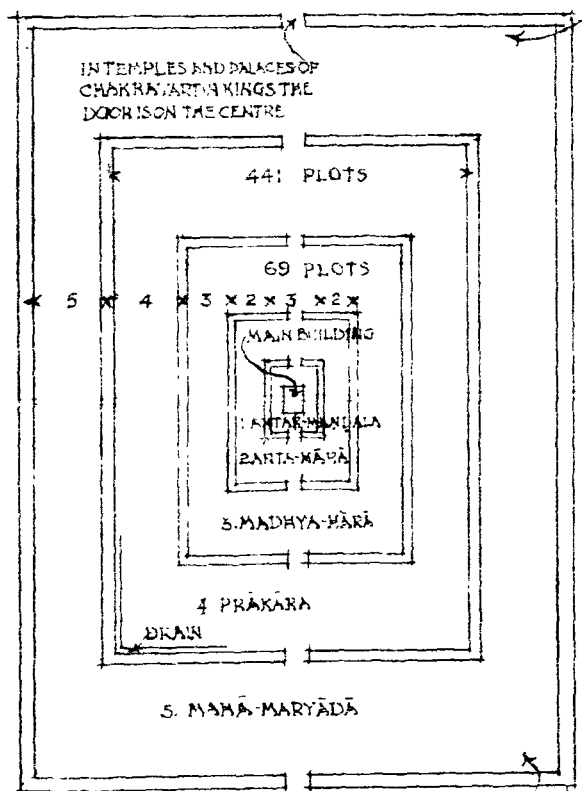 IN TEMPLES AND PALACES OF
CHAKRAVARTIN KINGS THE
DOOR IS ON THE CENTRE
441 PLOTS
69 PLOTS
5 4 3 2 3 2
MAIN BUILDING
1 ANTAR-MAṆḌALA
2 ANTA-HĀRĀ
3. MADHYA-HĀRĀ
4 PRĀKĀRA
DRAIN
5. MAHĀ-MARYĀDĀ